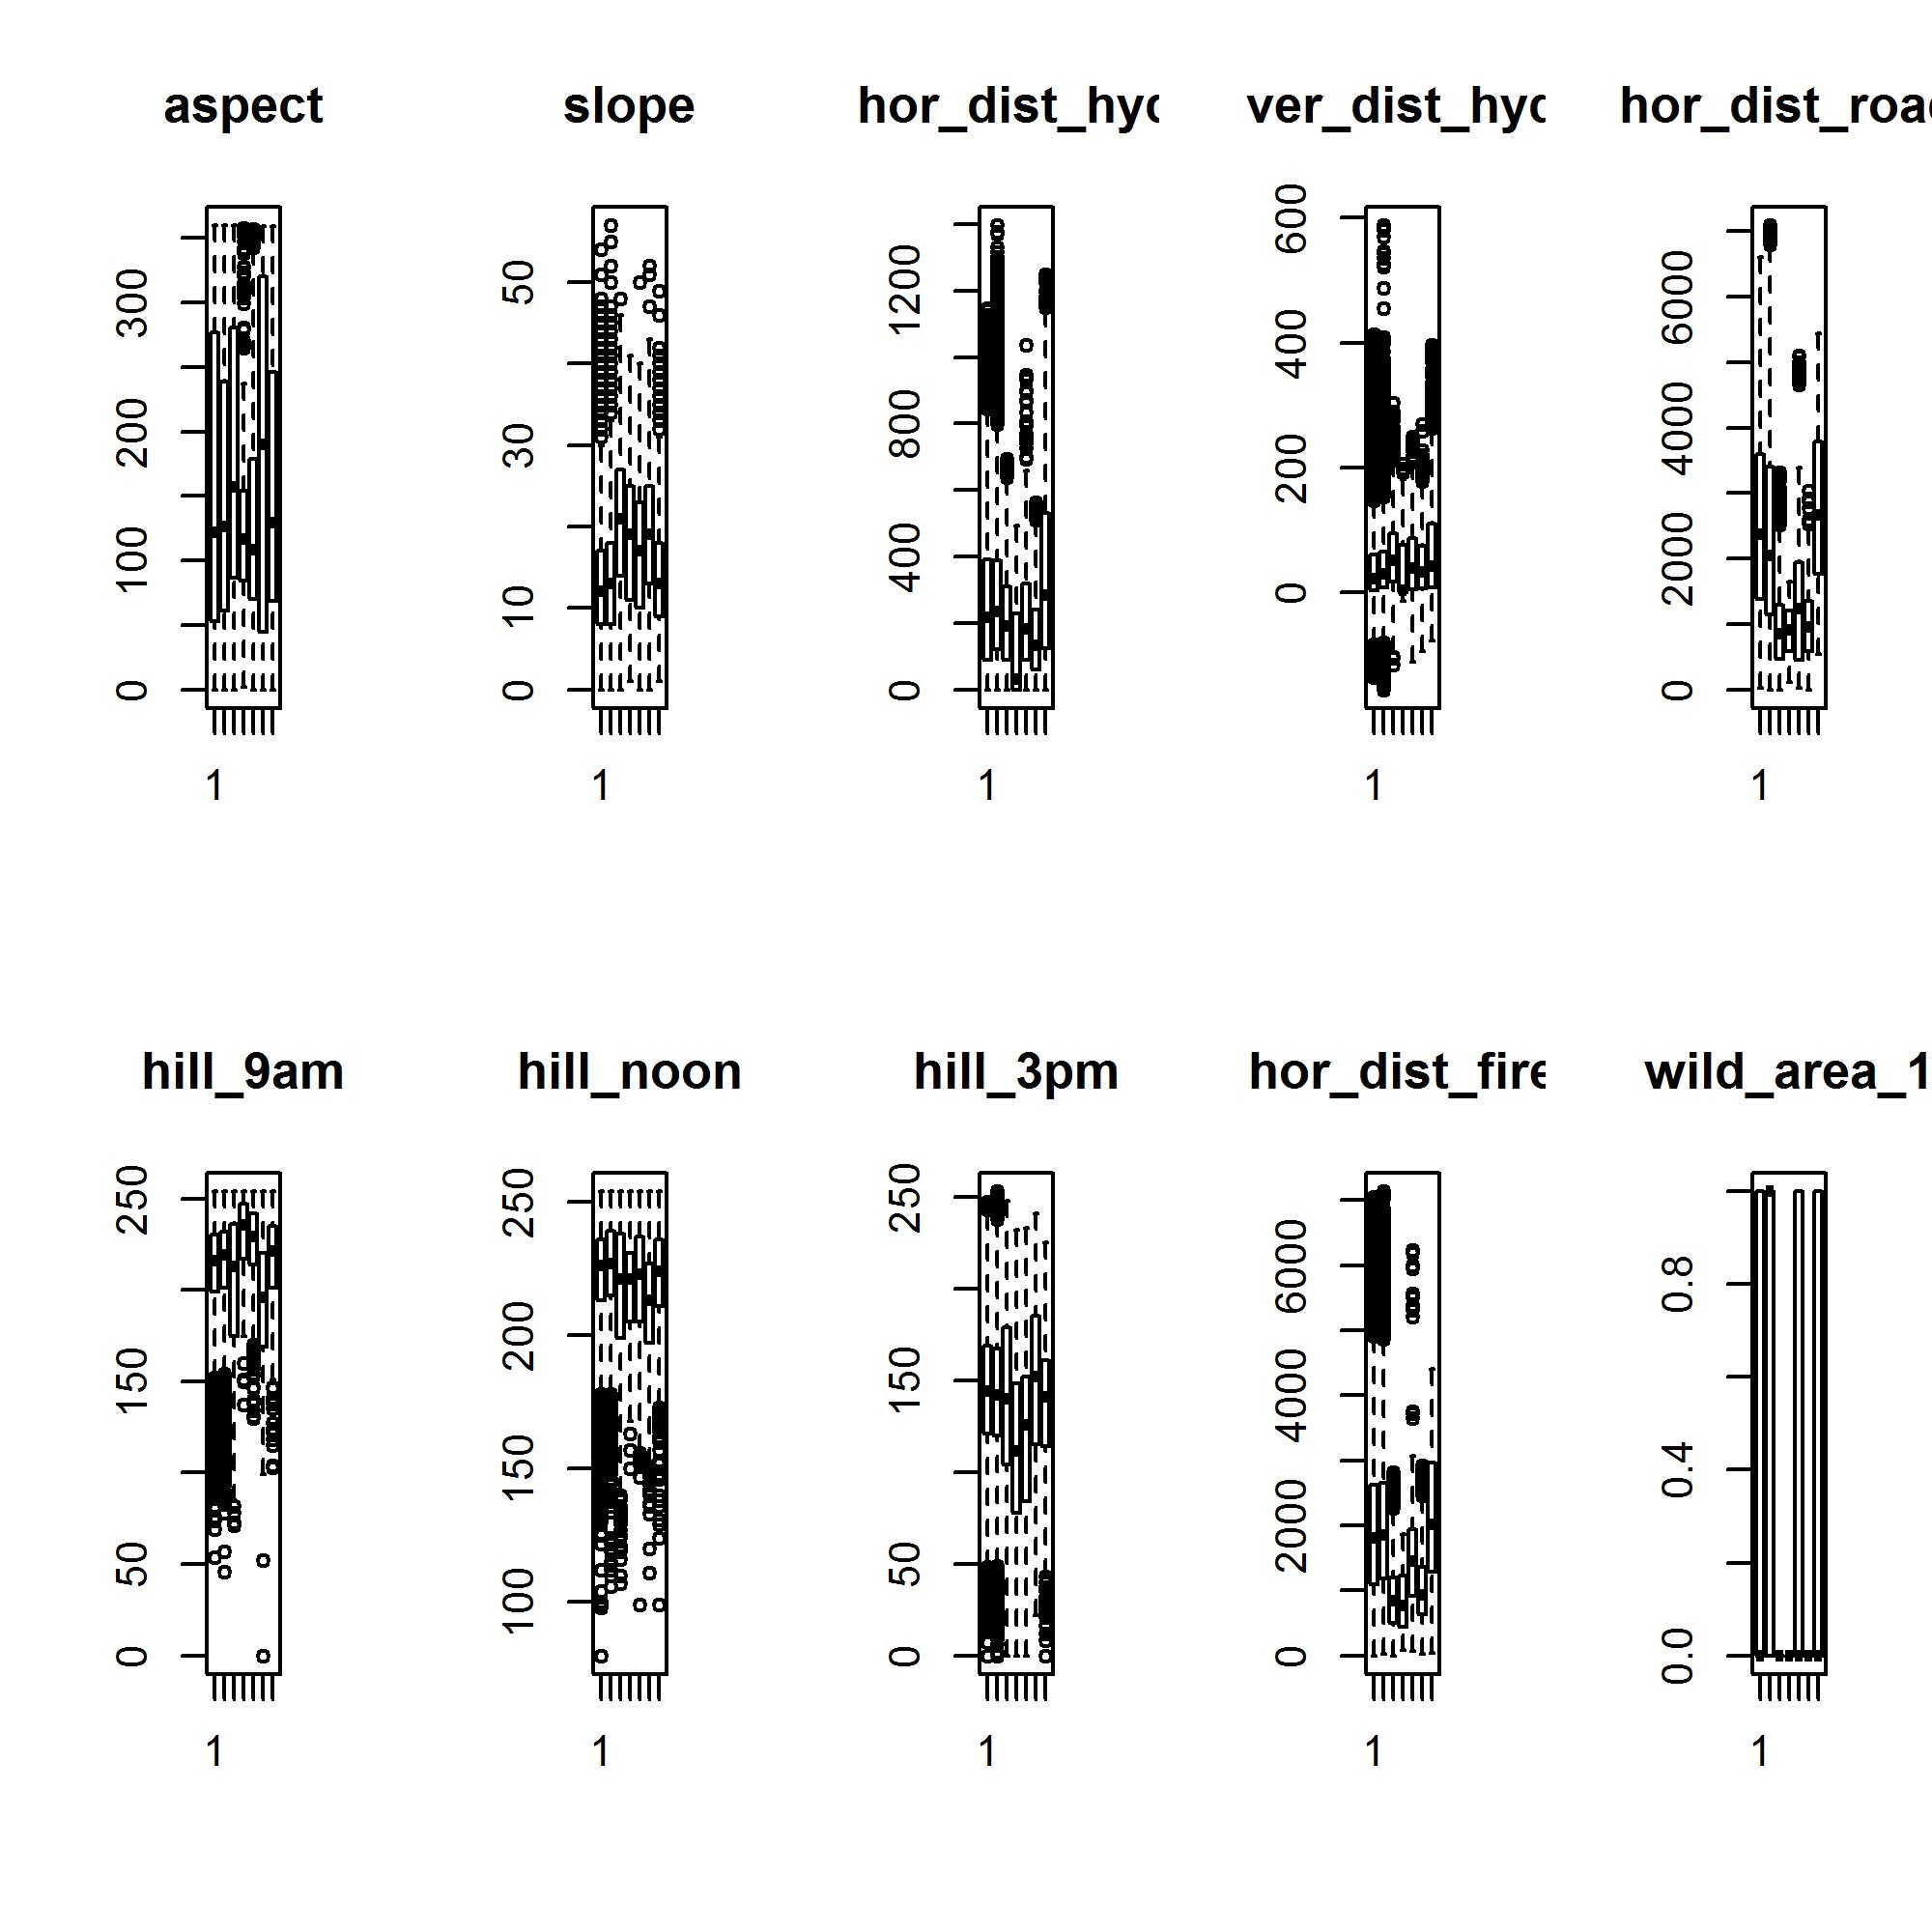 aspect slope hor_dist_hyd ver_dist_hyd hor_dist_road
0 100 200 300
0 10 30 50
0 400 800 1200
0 200 400 600
0 2000 4000 6000
1 1 1 1 1
hill_9am hill_noon hill_3pm hor_dist_fire wild_area_1
0 50 150 250
100 150 200 250
0 50 150 250
0 2000 4000 6000
0.0 0.4 0.8
1 1 1 1 1